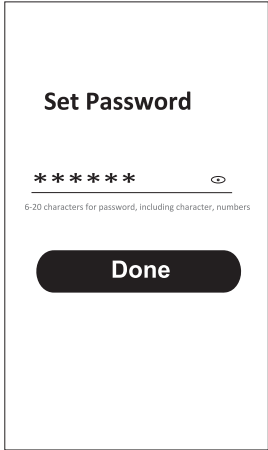 Set Password
******
6-20 characters for password, including character, numbers
Done